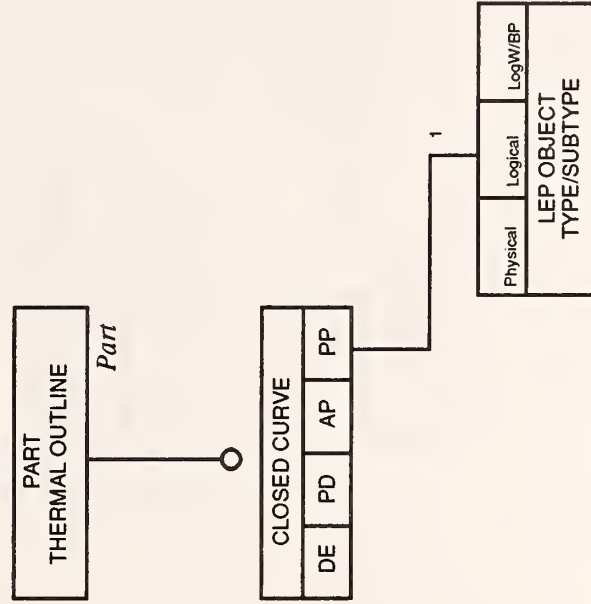 PART
THERMAL OUTLINE
Part
CLOSED CURVE
DE PD AP PP
1
Physical Logical LogW/BP
LEP OBJECT
TYPE/SUBTYPE